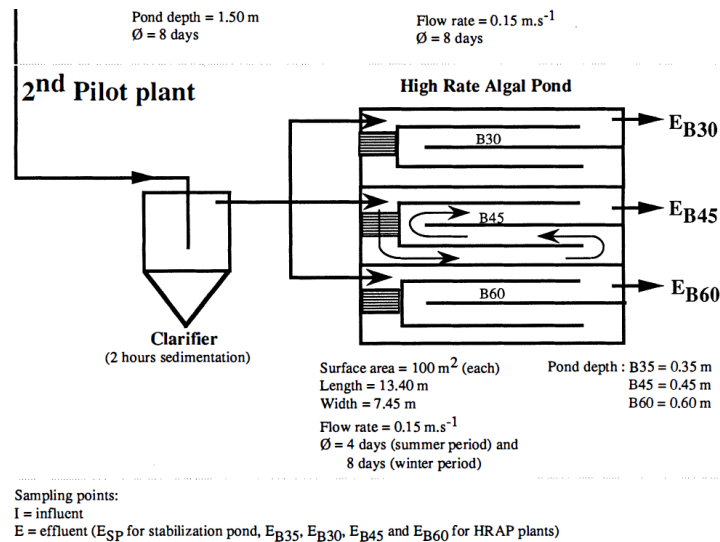 Pond depth = 1.50 m
Ø = 8 days
Flow rate = 0.15 m.s-1
Ø = 8 days
2nd Pilot plant
High Rate Algal Pond
B30
EB30
B45
EB45
B60
EB60
Clarifier
(2 hours sedimentation)
Surface area = 100 m2 (each)
Length = 13.40 m
Width = 7.45 m
Flow rate = 0.15 m.s-1
Ø = 4 days (summer period) and
8 days (winter period)
Pond depth : B35 = 0.35 m
B45 = 0.45 m
B60 = 0.60 m
Sampling points:
I = influent
E = effluent (ESP for stabilization pond, EB35, EB30, EB45 and EB60 for HRAP plants)